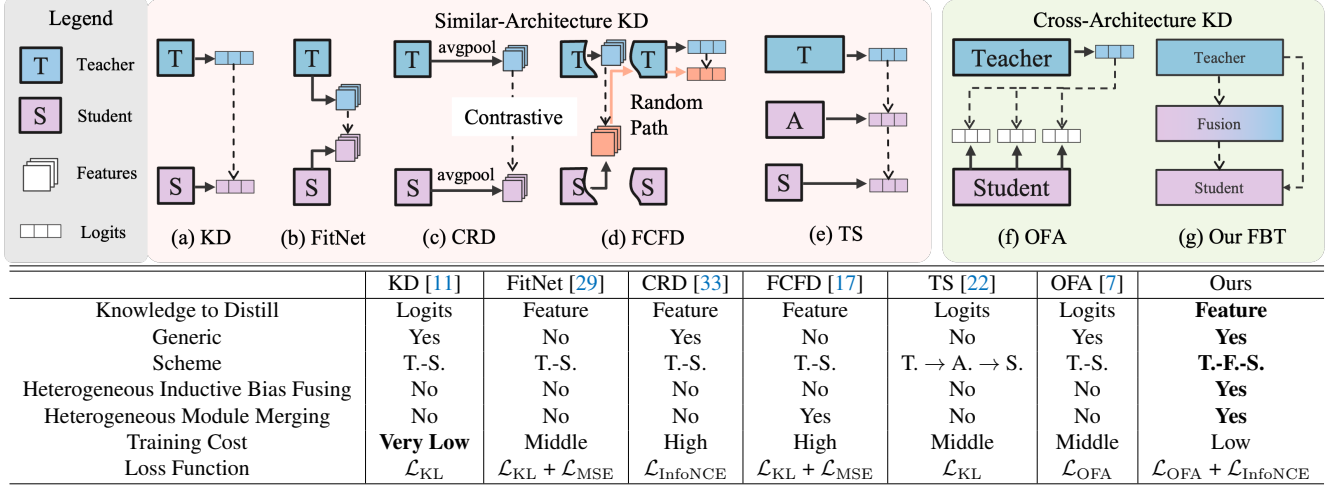 Legend
T Teacher
S Student
Features
Logits
Similar-Architecture KD
T
S
(a) KD
T
S
(b) FitNet
T avgpool
Contrastive
S avgpool
(c) CRD
T T
Random
Path
S S
(d) FCFD
T
A
S
(e) TS
Cross-Architecture KD
Teacher
Student
(f) OFA
Teacher
Fusion
Student
(g) Our FBT
KD [11] FitNet [29] CRD [33] FCFD [17] TS [22] OFA [7] Ours
Knowledge to Distill Logits Feature Feature Feature Logits Logits Feature
Generic Yes No Yes No No Yes Yes
Scheme T.-S. T.-S. T.-S. T.-S. T. → A. → S. T.-S. T.-F.-S.
Heterogeneous Inductive Bias Fusing No No No No No No Yes
Heterogeneous Module Merging No No No Yes No No Yes
Training Cost Very Low Middle High High Middle Middle Low
Loss Function ℒKL ℒKL + ℒMSE ℒInfoNCE ℒKL + ℒMSE ℒKL ℒOFA ℒOFA + ℒInfoNCE